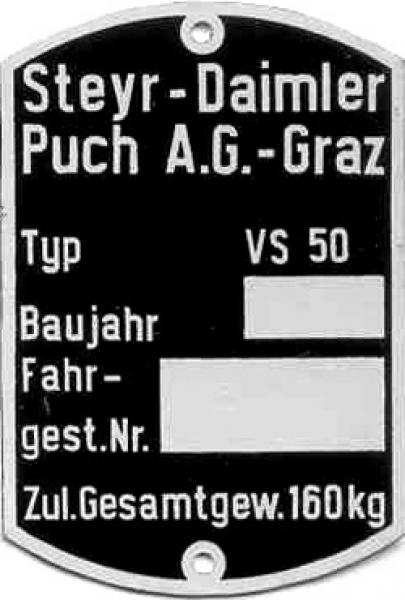 Steyr-Daimler
Puch A.G.-Graz
Typ VS 50
Baujahr
Fahr-
gest.Nr.
Zul.Gesamtgew.160kg